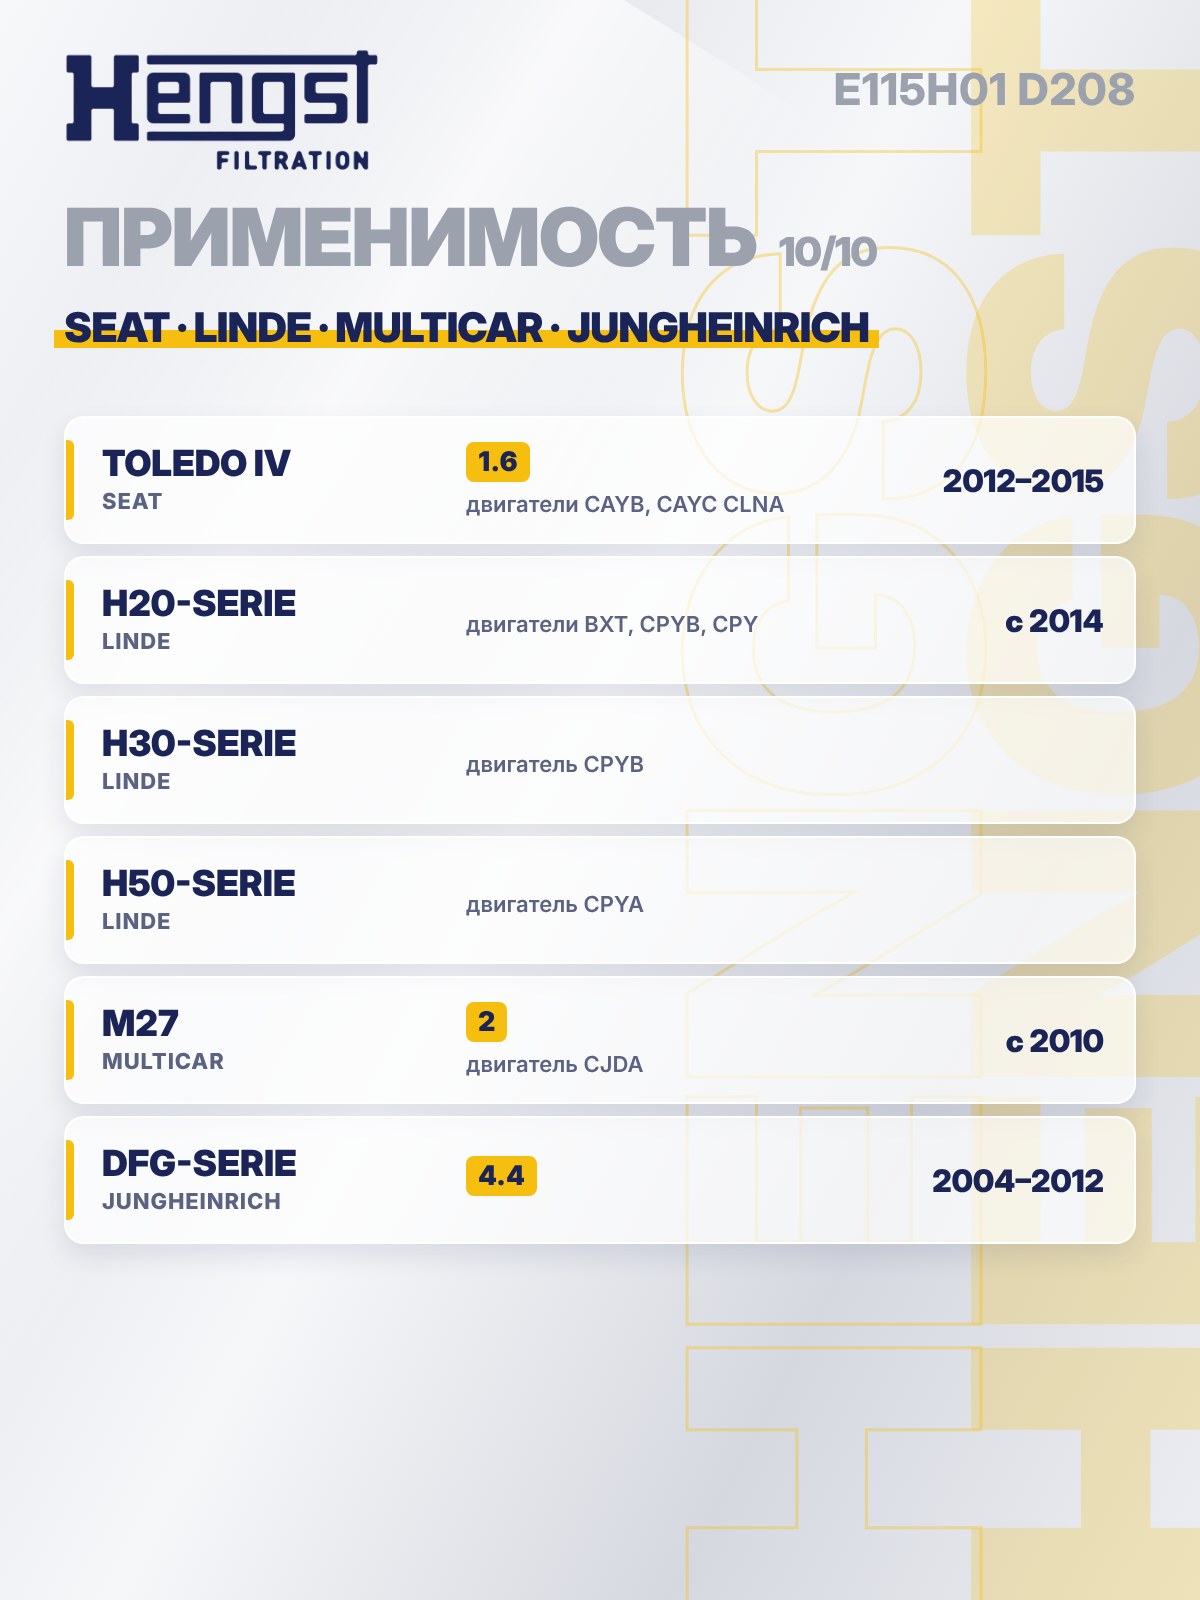 Hengst
FILTRATION
E115H01 D208
ПРИМЕНИМОСТЬ 10/10
SEAT · LINDE · MULTICAR · JUNGHEINRICH
TOLEDO IV
SEAT
1.6
двигатели CAYB, CAYC CLNA
2012–2015
H20-SERIE
LINDE
двигатели BXT, CPYB, CPY
с 2014
H30-SERIE
LINDE
двигатель CPYB
H50-SERIE
LINDE
двигатель CPYA
M27
MULTICAR
2
двигатель CJDA
с 2010
DFG-SERIE
JUNGHEINRICH
4.4
2004–2012
HENGST
HENGST